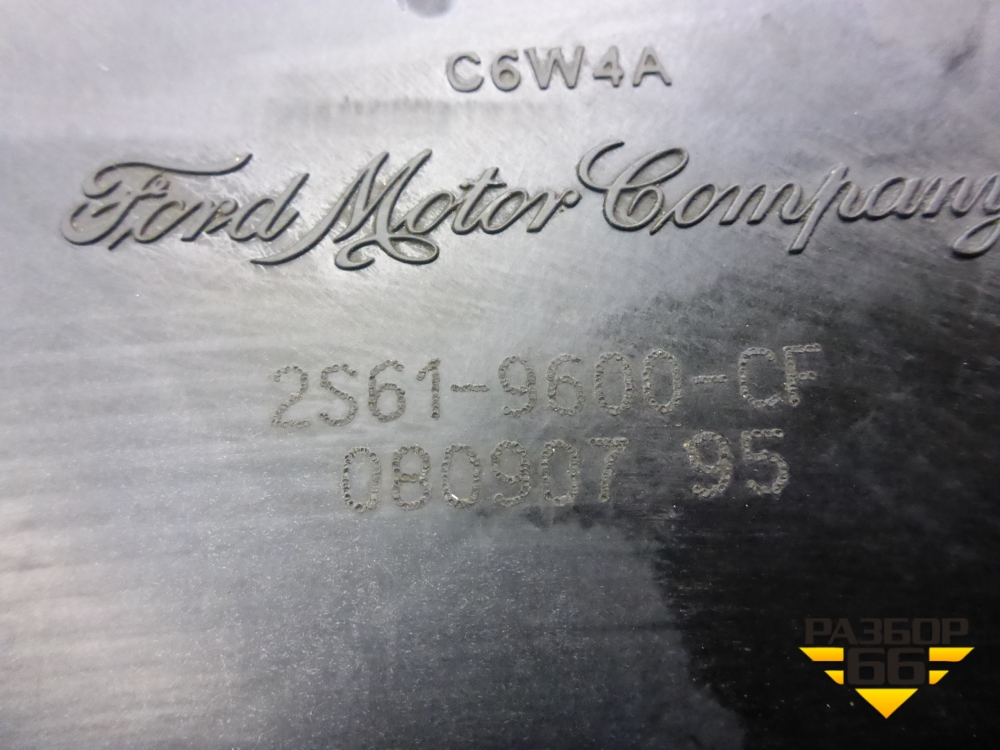 C6W4A
Ford Motor Company
2S61-9600-CF
080907 95
РАЗБОР
66